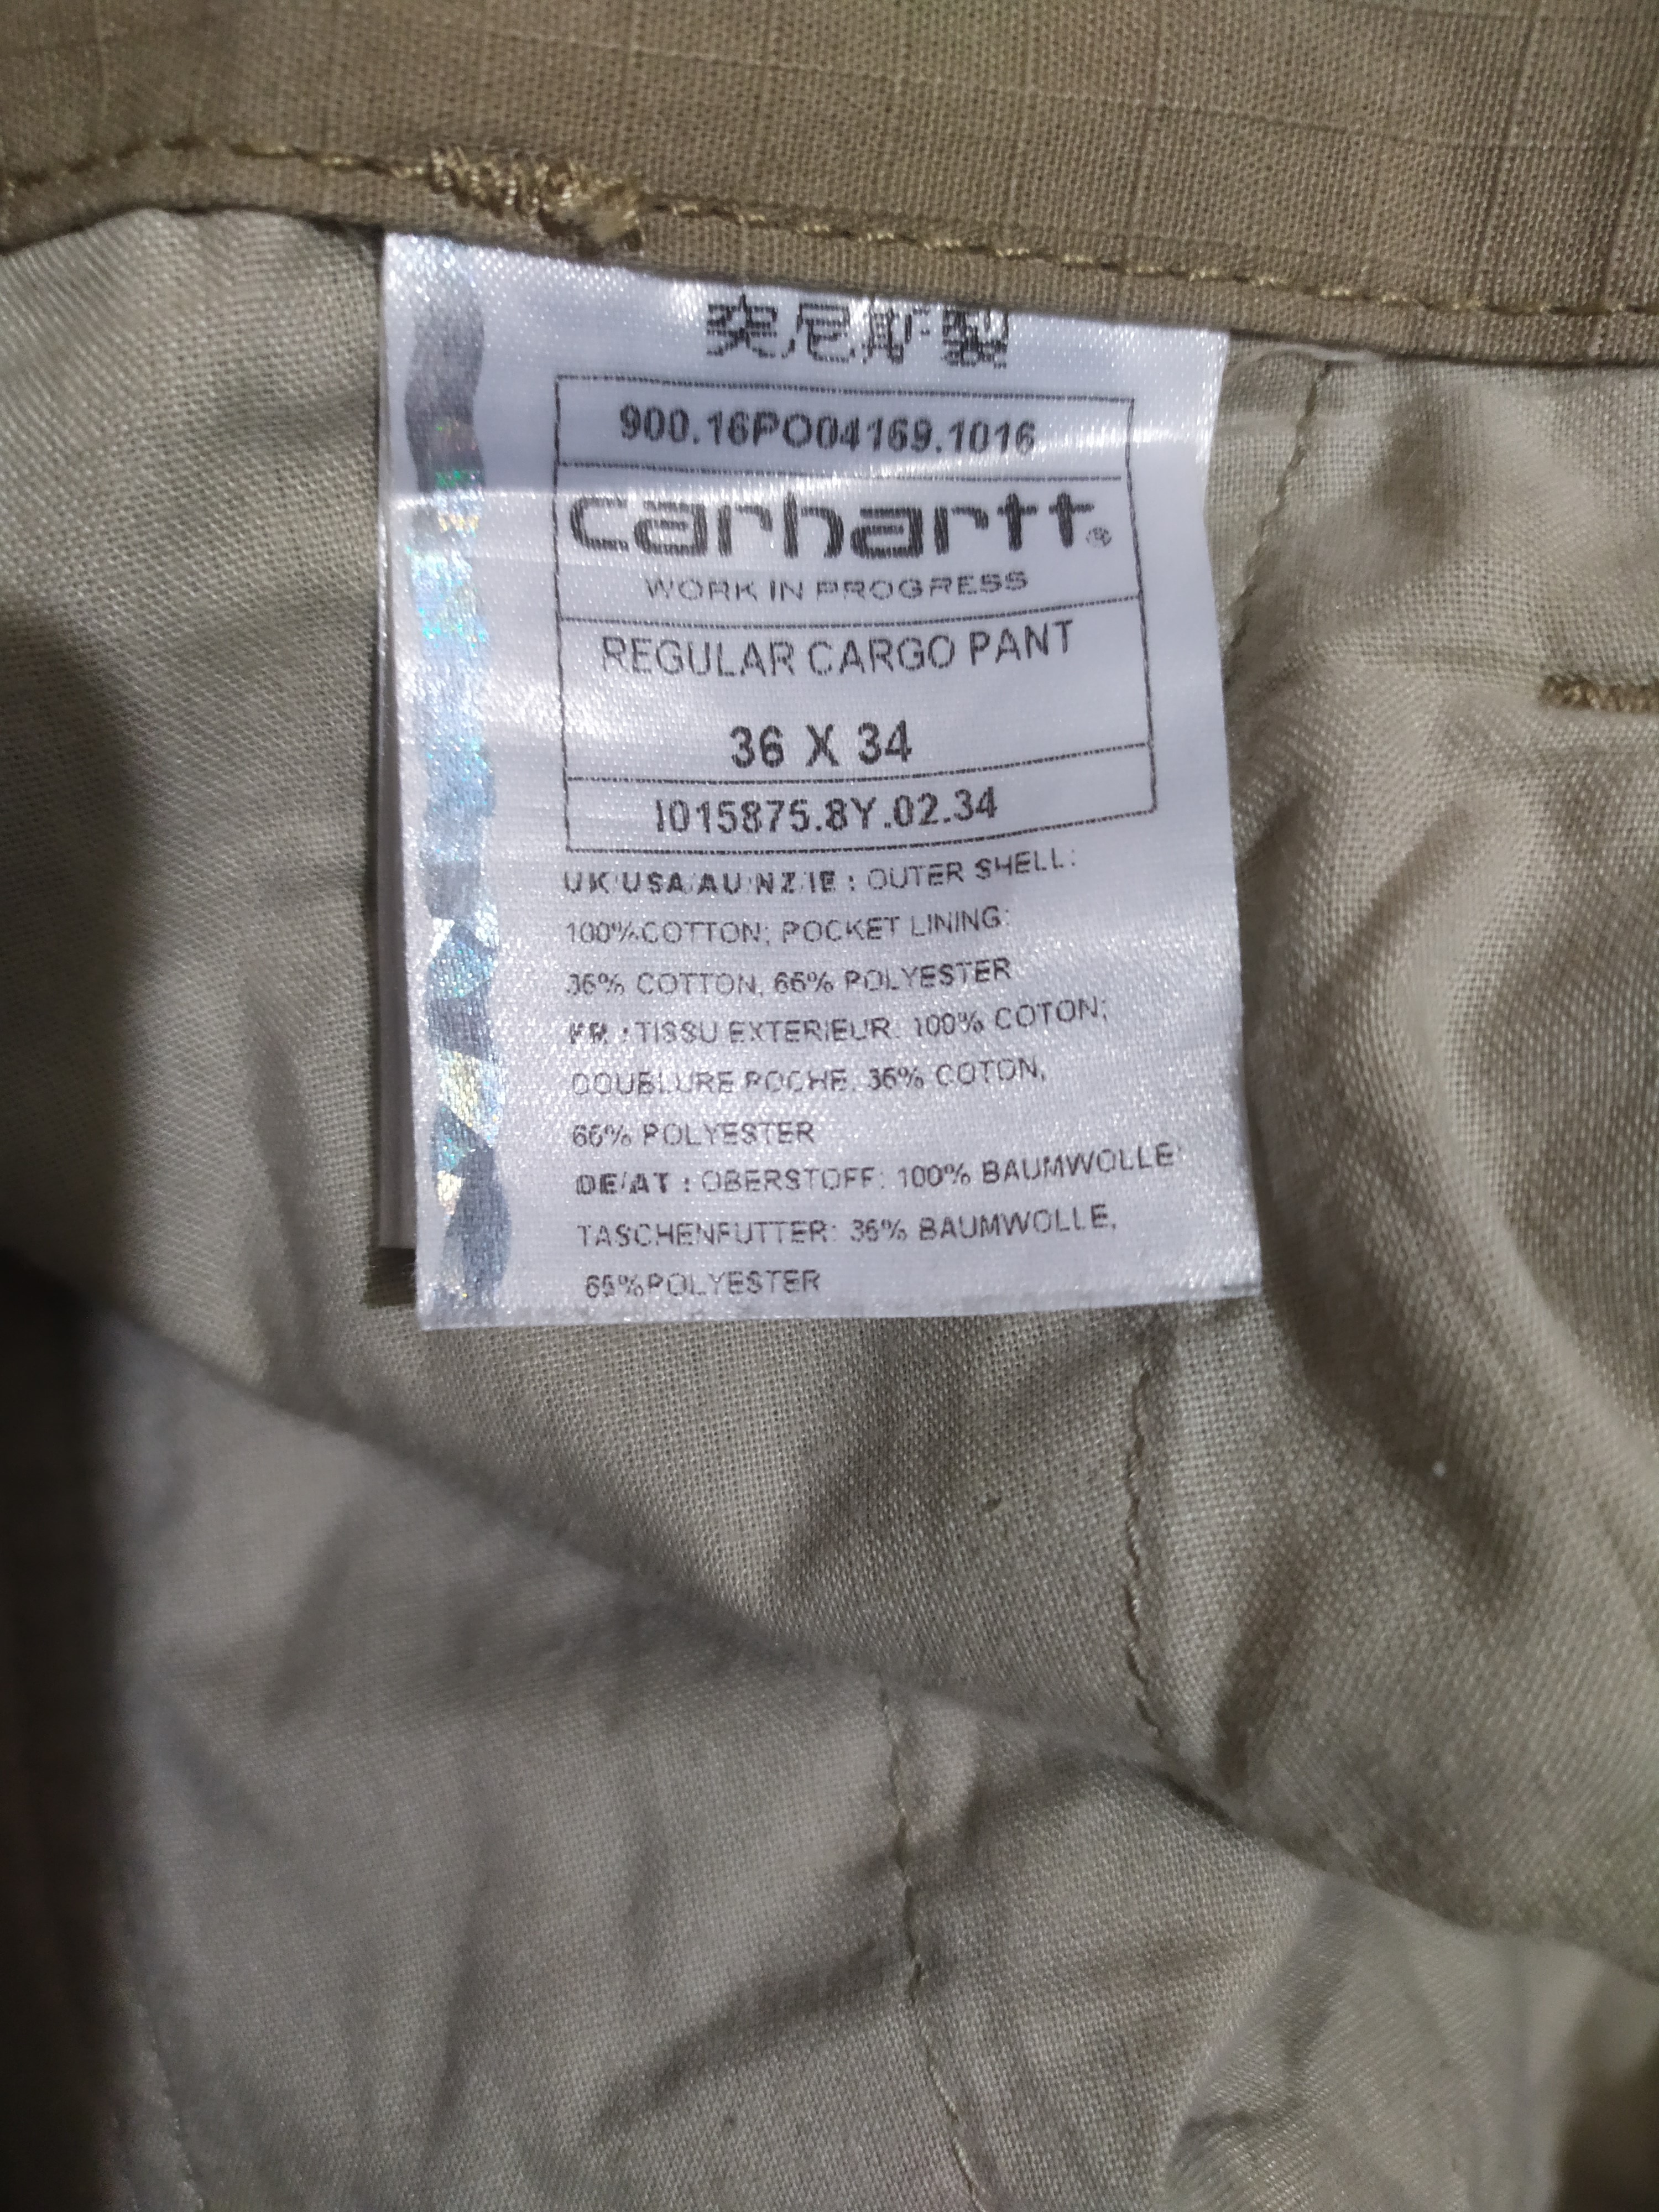 突尼斯製
900.16PO04169.1016
carhartt®
WORK IN PROGRESS
REGULAR CARGO PANT
36 X 34
I015875.8Y.02.34
UK/USA/AU/NZ/IE : OUTER SHELL:
100%COTTON; POCKET LINING:
35% COTTON, 65% POLYESTER
FR : TISSU EXTERIEUR: 100% COTON;
DOUBLURE POCHE: 35% COTON,
65% POLYESTER
DE/AT : OBERSTOFF: 100% BAUMWOLLE;
TASCHENFUTTER: 35% BAUMWOLLE,
65%POLYESTER